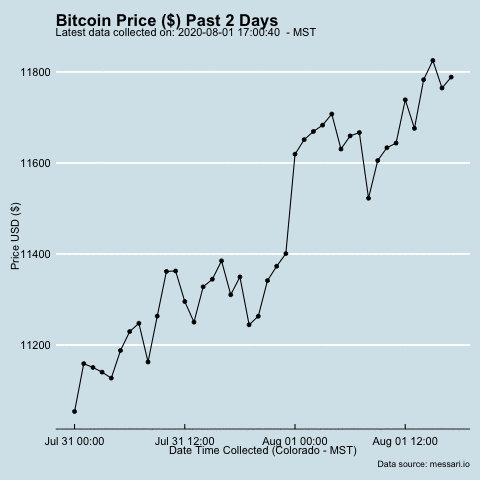 Bitcoin Price ($) Past 2 Days
Latest data collected on: 2020-08-01 17:00:40  - MST
Price USD ($)
11800
11600
11400
11200
Jul 31 00:00
Jul 31 12:00
Aug 01 00:00
Aug 01 12:00
Date Time Collected (Colorado - MST)
Data source: messari.io